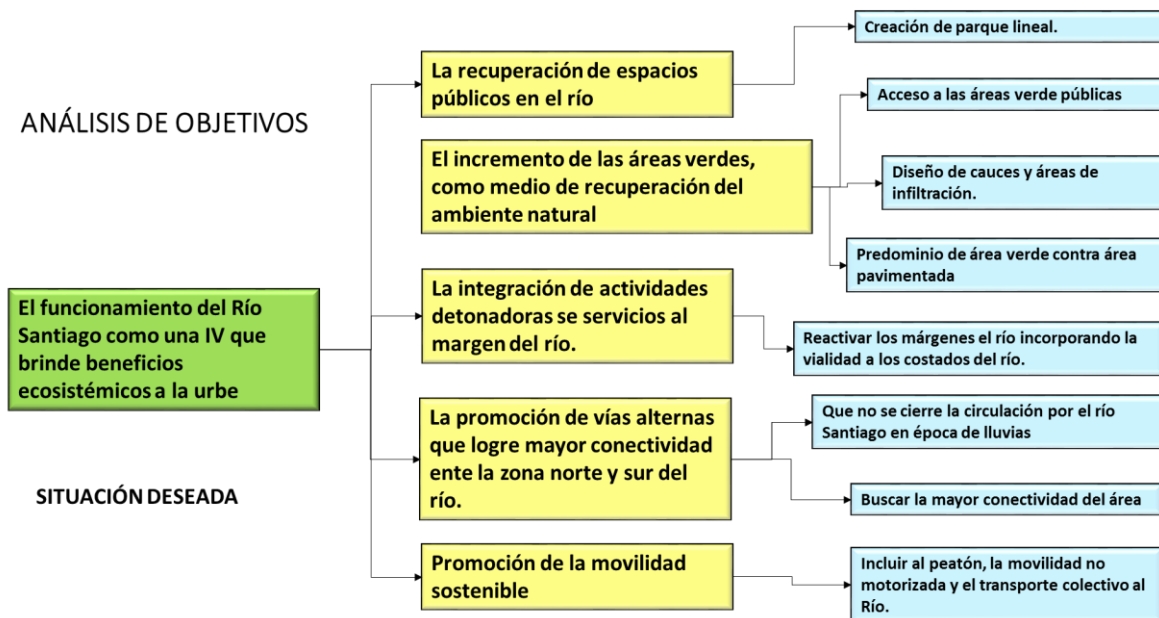 ANÁLISIS DE OBJETIVOS
El funcionamiento del Río
Santiago como una IV que
brinde beneficios
ecosistémicos a la urbe
SITUACIÓN DESEADA
La recuperación de espacios
públicos en el río
Creación de parque lineal.
El incremento de las áreas verdes,
como medio de recuperación del
ambiente natural
Acceso a las áreas verde públicas
Diseño de cauces y áreas de
infiltración.
Predominio de área verde contra área
pavimentada
La integración de actividades
detonadoras se servicios al
margen del río.
Reactivar los márgenes el río incorporando la
vialidad a los costados del río.
La promoción de vías alternas
que logre mayor conectividad
ente la zona norte y sur del
río.
Que no se cierre la circulación por el río
Santiago en época de lluvias
Buscar la mayor conectividad del área
Promoción de la movilidad
sostenible
Incluir al peatón, la movilidad no
motorizada y el transporte colectivo al
Río.